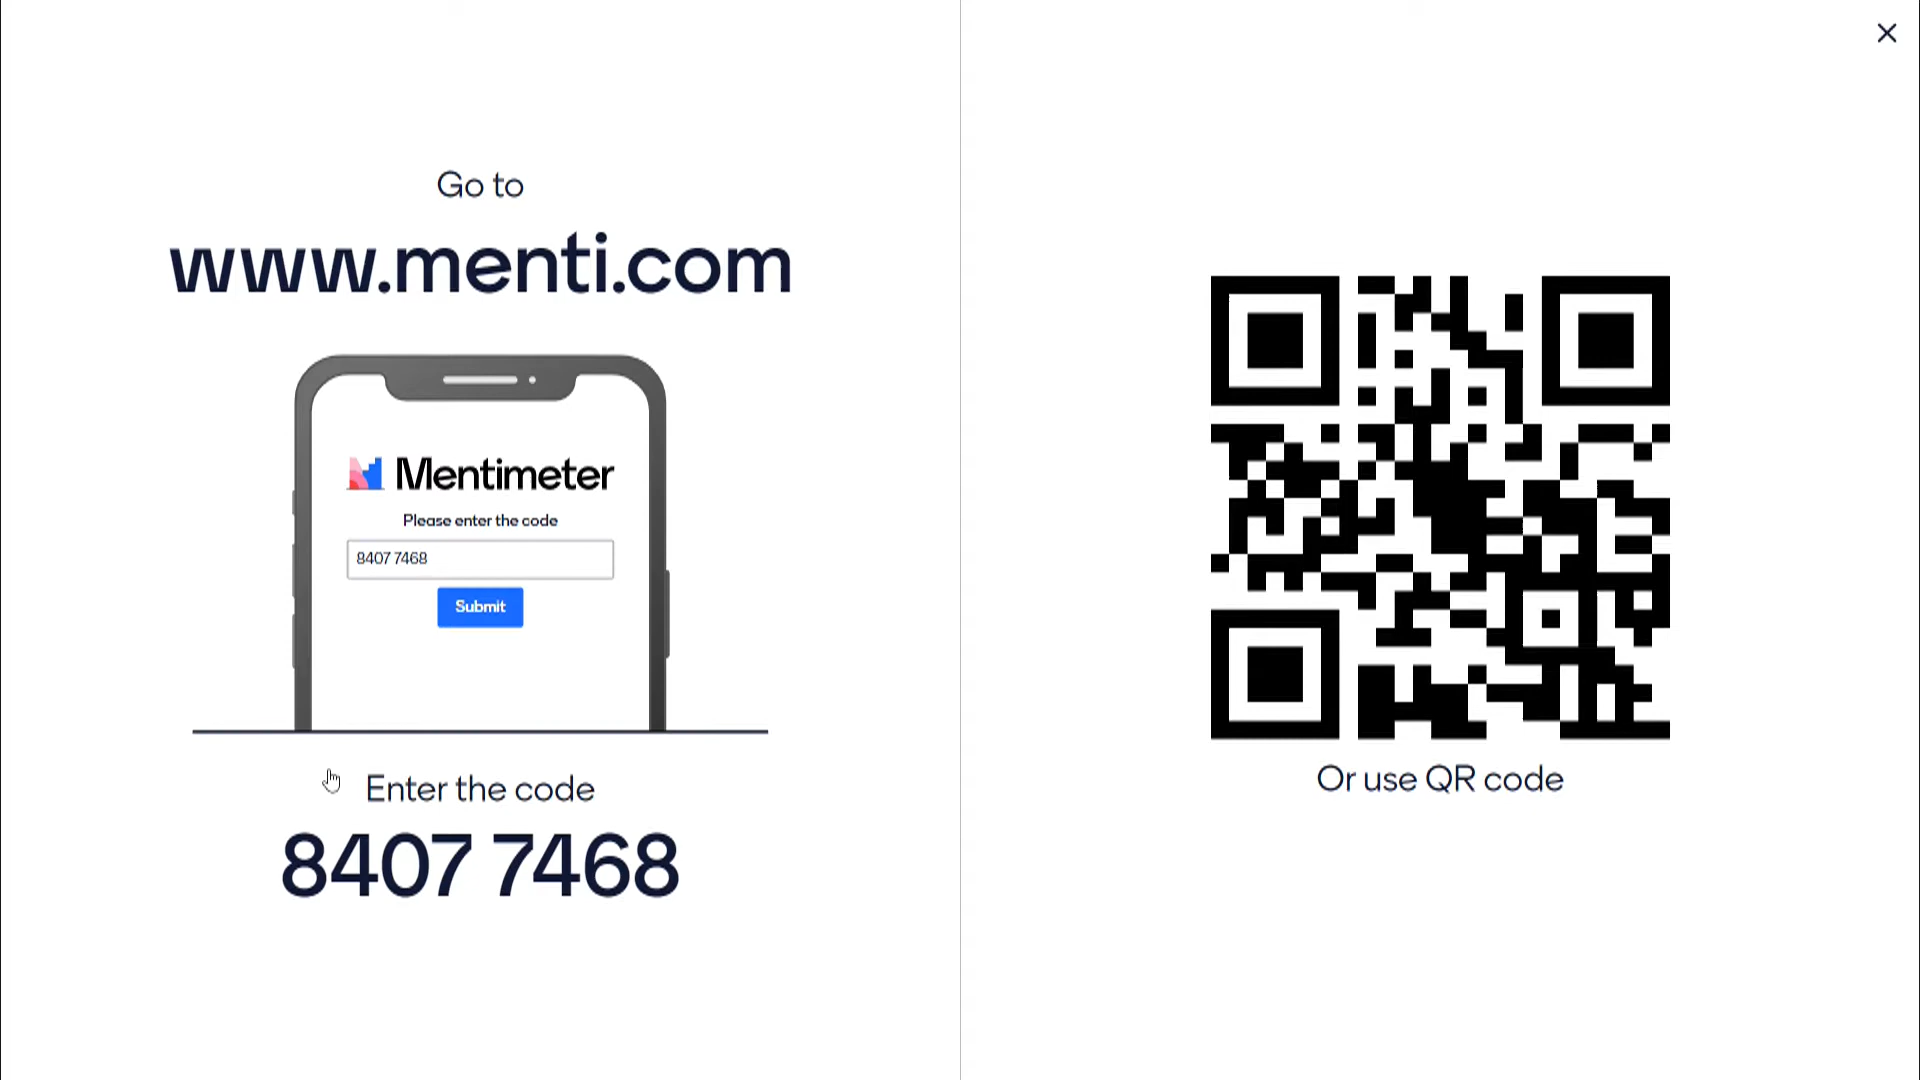 Go to
www.menti.com
Mentimeter
Please enter the code
8407 7468
Submit
Enter the code
8407 7468
Or use QR code